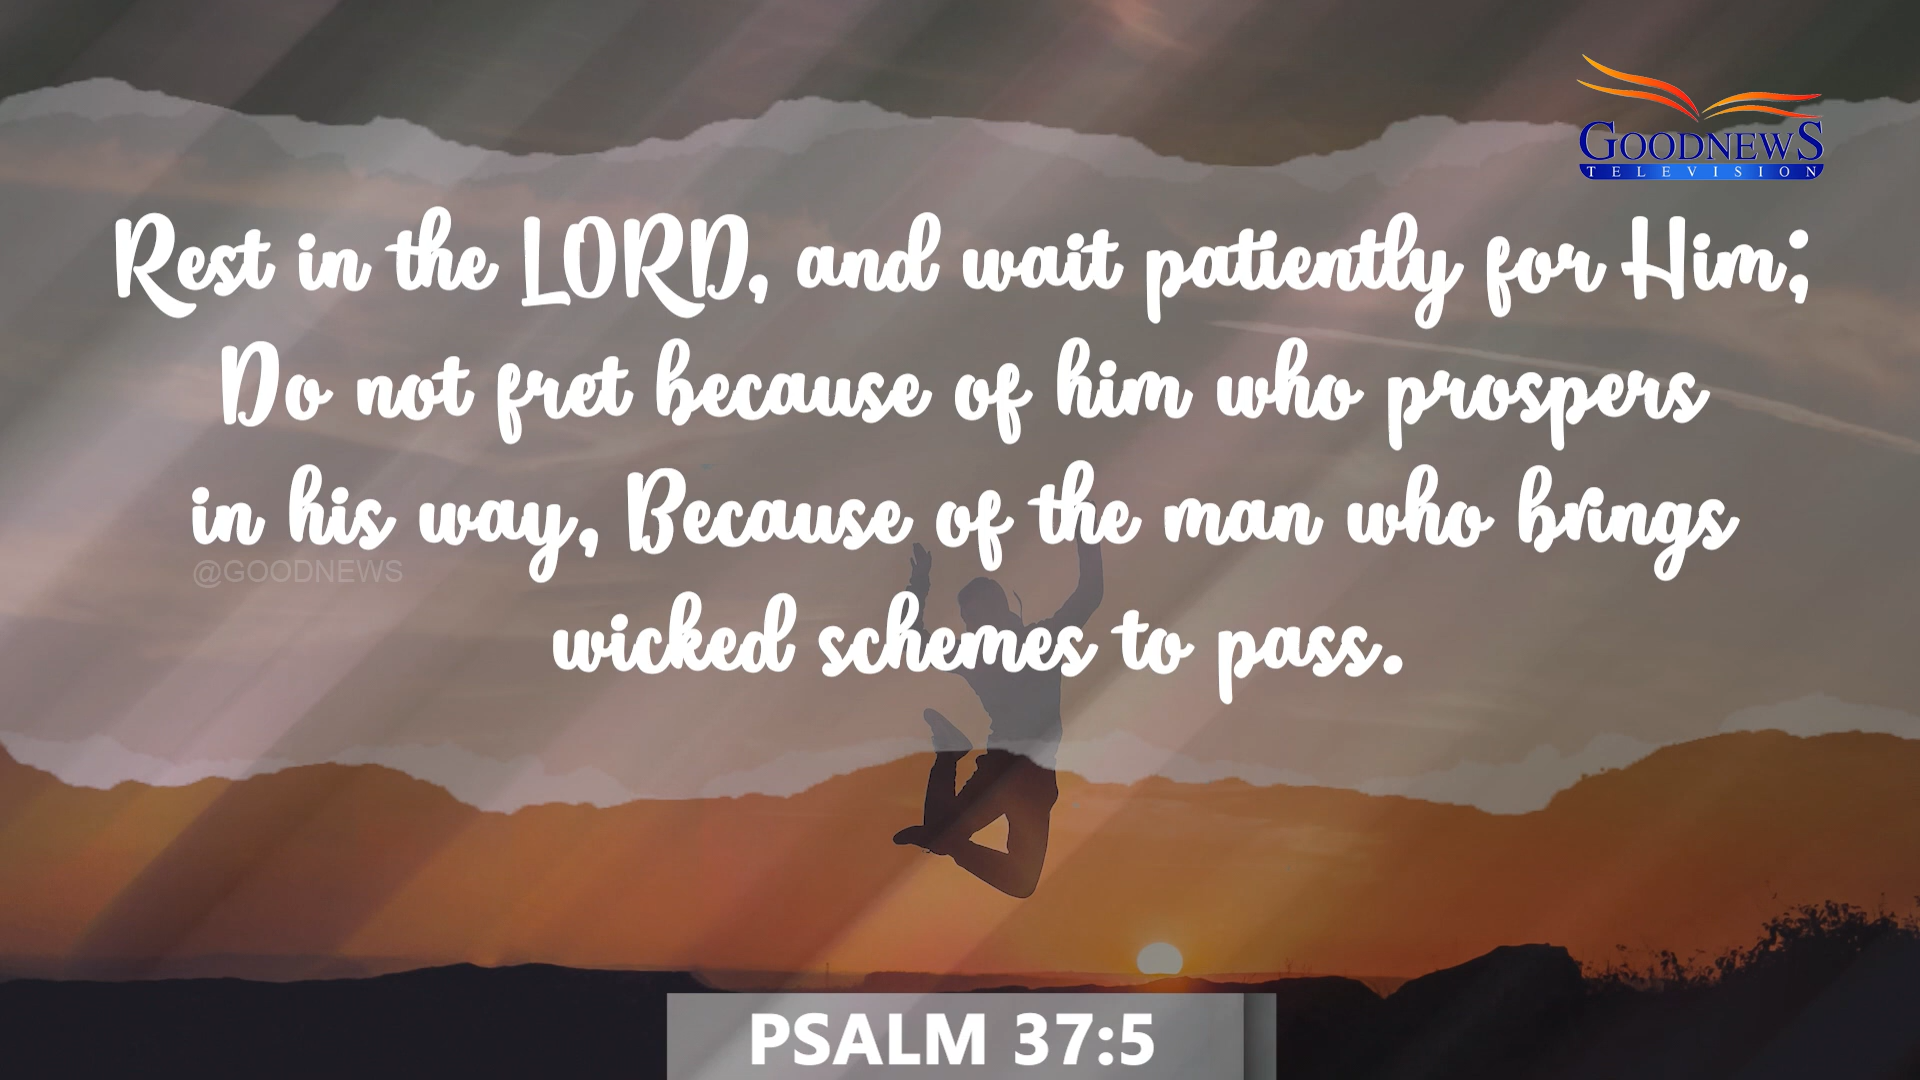 GOODNEWS
TELEVISION
Rest in the LORD, and wait patiently for Him;
Do not fret because of him who prospers
in his way, Because of the man who brings
@GOODNEWS
wicked schemes to pass.
PSALM 37:5